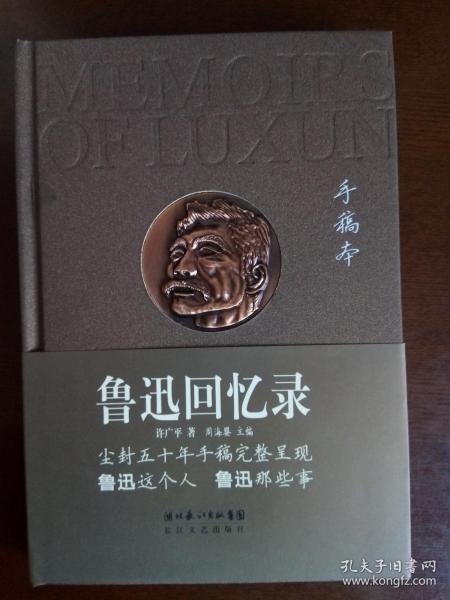 MEMOIRS
OF LUXUN
手稿本
鲁迅回忆录
许广平 著 周海婴 主编
尘封五十年手稿完整呈现
鲁迅这个人 鲁迅那些事
湖北长江出版集团
长江文艺出版社
孔夫子旧书网
www.kongfz.com